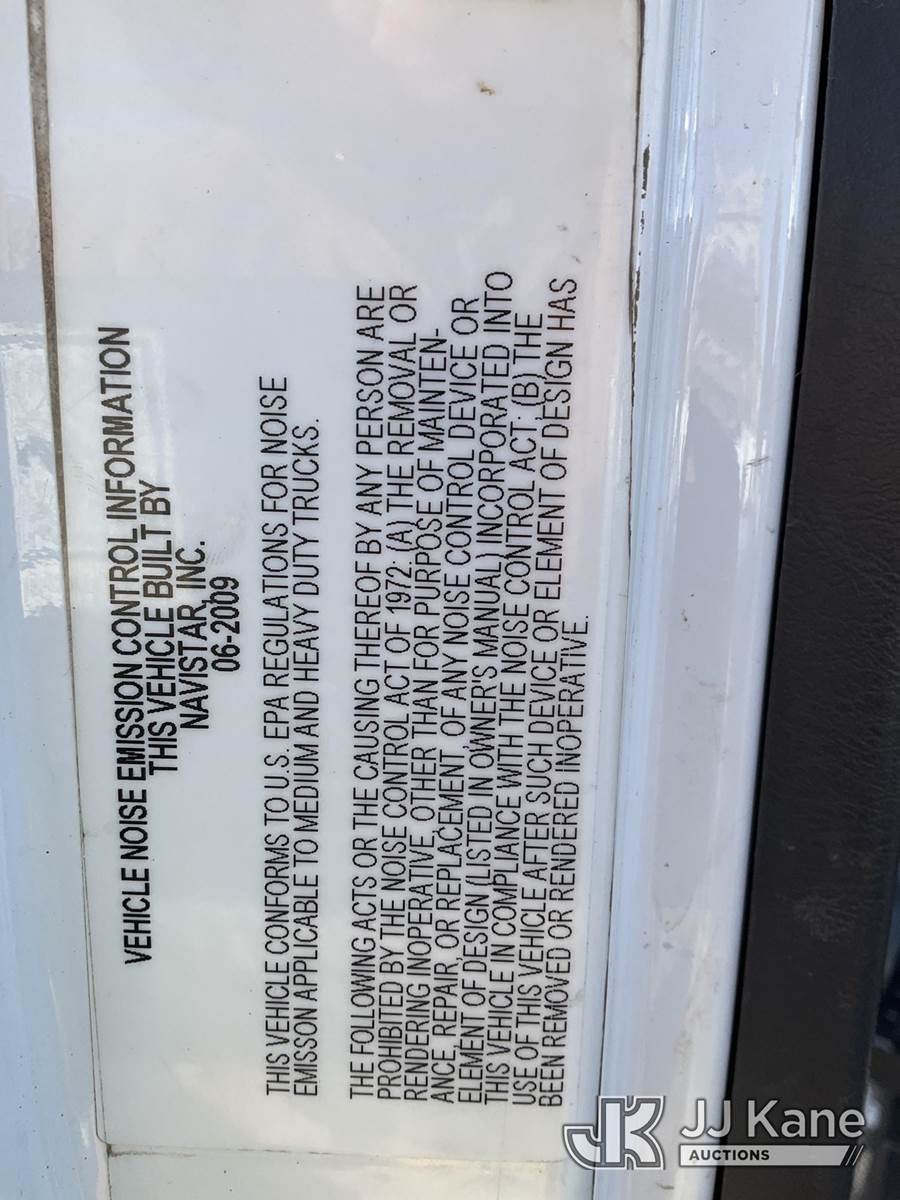 VEHICLE NOISE EMISSION CONTROL INFORMATION
THIS VEHICLE BUILT BY
NAVISTAR, INC.
06-2009
THIS VEHICLE CONFORMS TO U.S. EPA REGULATIONS FOR NOISE
EMISSON APPLICABLE TO MEDIUM AND HEAVY DUTY TRUCKS.
THE FOLLOWING ACTS OR THE CAUSING THEREOF BY ANY PERSON ARE
PROHIBITED BY THE NOISE CONTROL ACT OF 1972: (A) THE REMOVAL OR
RENDERING INOPERATIVE, OTHER THAN FOR PURPOSE OF MAINTEN-
ANCE, REPAIR, OR REPLACEMENT, OF ANY NOISE CONTROL DEVICE OR
ELEMENT OF DESIGN (LISTED IN OWNER'S MANUAL) INCORPORATED INTO
THIS VEHICLE IN COMPLIANCE WITH THE NOISE CONTROL ACT; (B) THE
USE OF THIS VEHICLE AFTER SUCH DEVICE OR ELEMENT OF DESIGN HAS
BEEN REMOVED OR RENDERED INOPERATIVE.
JK JJ Kane
AUCTIONS